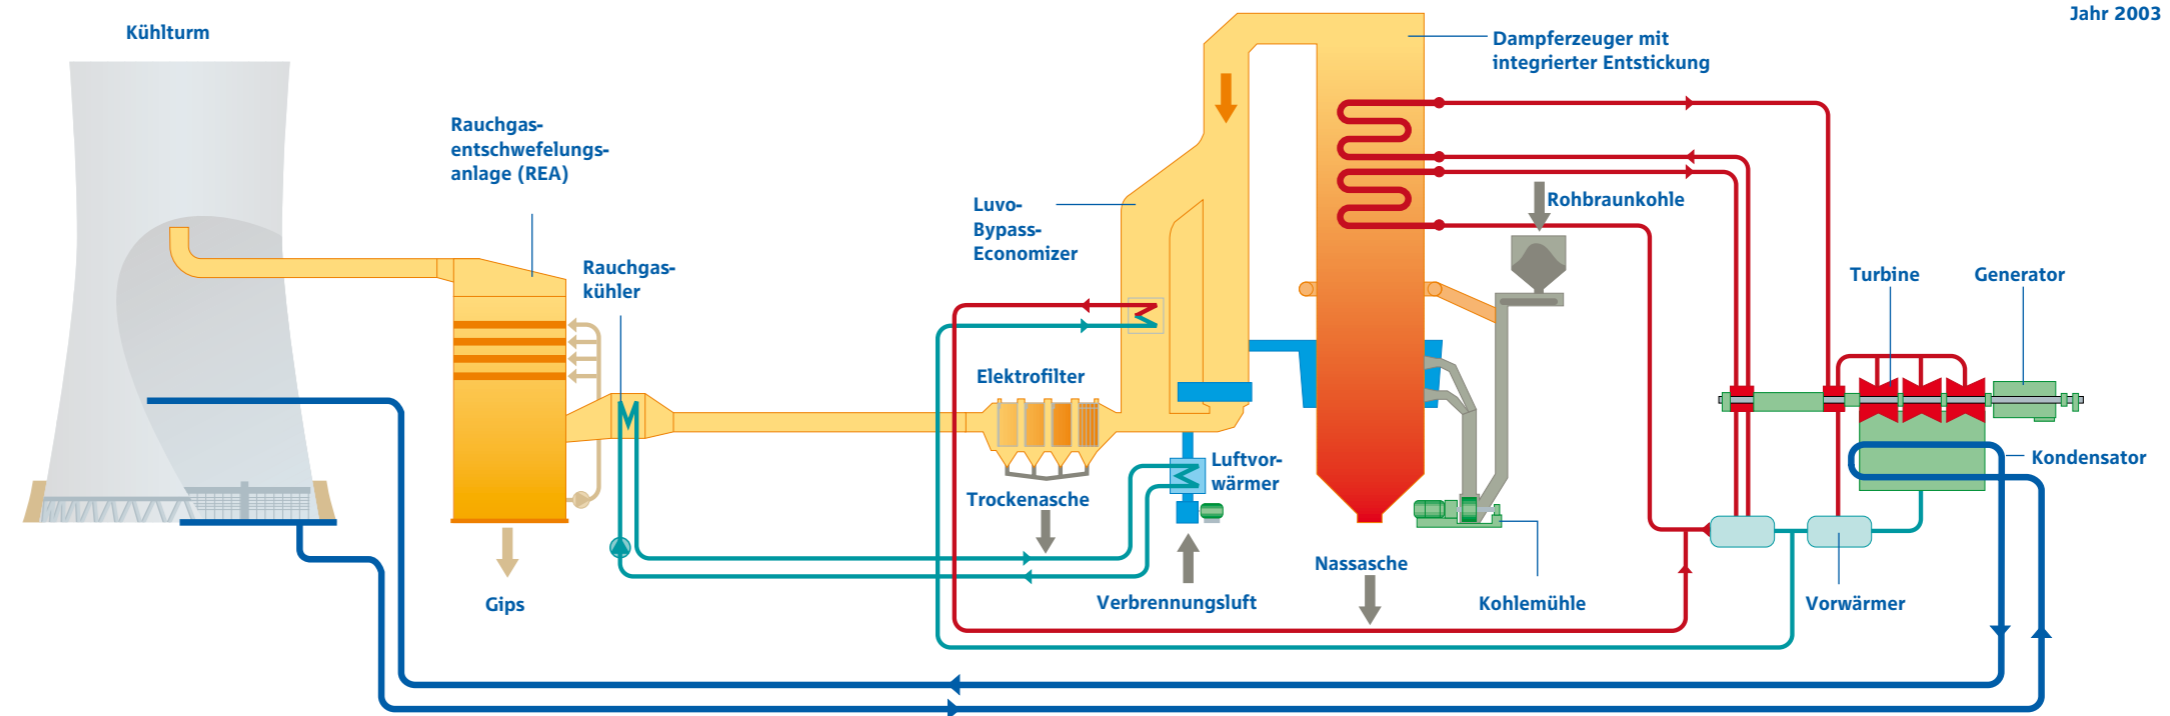 Jahr 2003
Kühlturm
Dampferzeuger mit
integrierter Entstickung
Rauchgas-
entschwefelungs-
anlage (REA)
Luvo-
Bypass-
Economizer
Rohbraunkohle
Rauchgas-
kühler
Turbine
Generator
Elektrofilter
Luftvor-
wärmer
Kondensator
Trockenasche
Nassasche
Gips
Verbrennungsluft
Kohlemühle
Vorwärmer